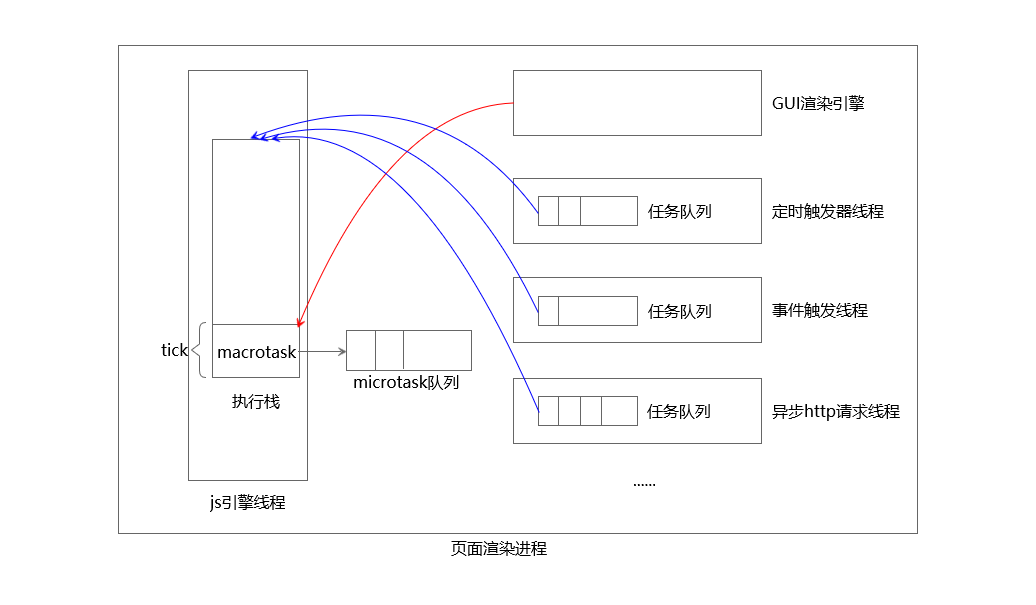 GUI渲染引擎
任务队列
定时触发器线程
任务队列
事件触发线程
tick
macrotask
microtask队列
执行栈
任务队列
异步http请求线程
......
js引擎线程
页面渲染进程